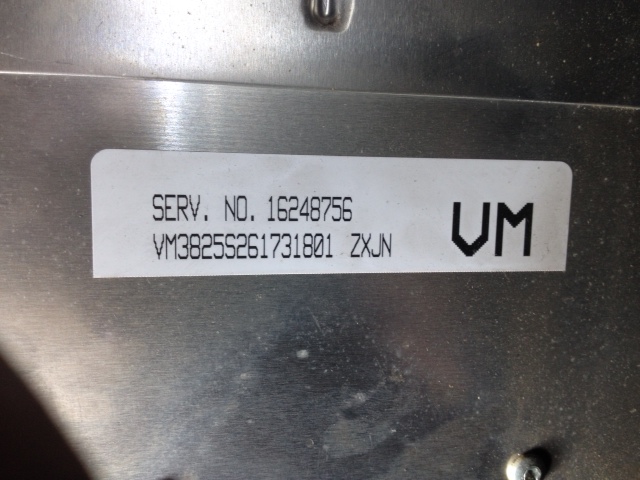 SERV. NO. 16248756
VM3825S261731801 ZXJN
VM